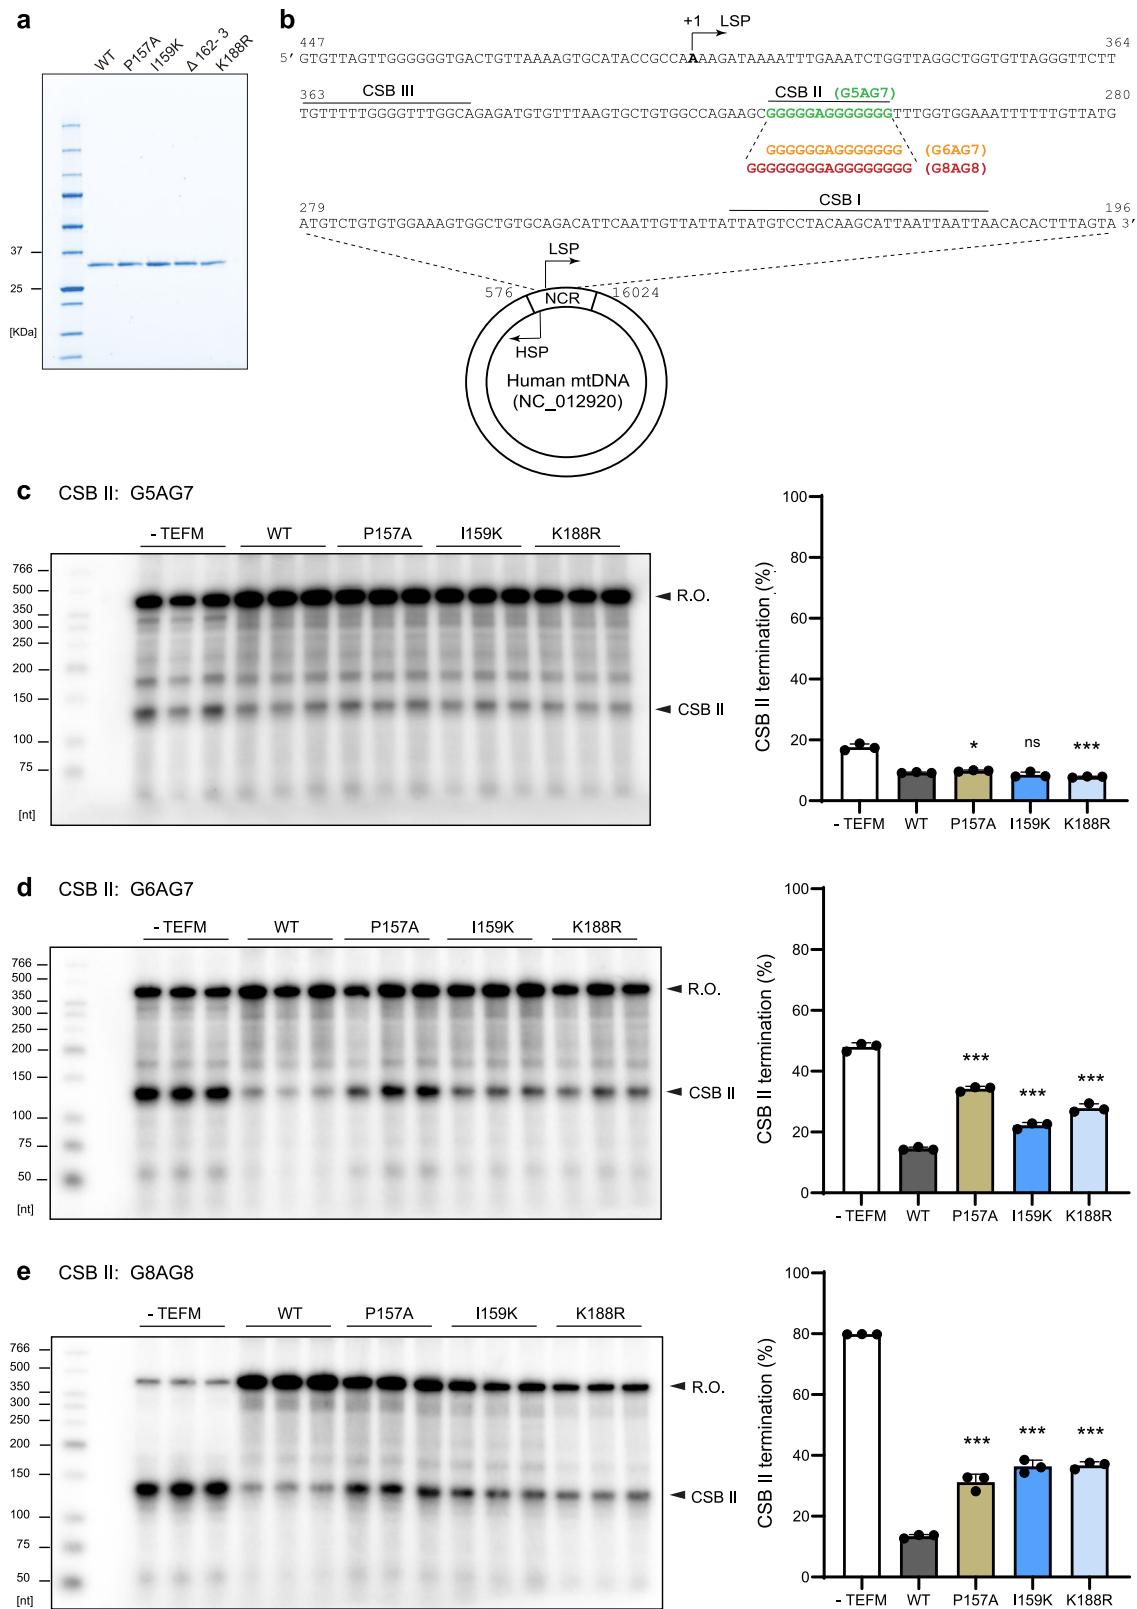 a
WT
P157A
I159K
Δ 162- 3
K188R
37
25
[KDa]
b
+1 LSP
447 364
5′ GTGTTAGTTGGGGGGTGACTGTTAAAAGTGCATACCGCCAAAAGATAAAATTTGAAATCTGGTTAGGCTGGTGTTAGGGTTCTT
363 CSB III CSB II (G5AG7) 280
TGTTTTTGGGGTTTGGCAGAGATGTGTTTAAGTGCTGTGGCCAGAAGCGGGGGAGGGGGGGTTTGGTGGAAATTTTTTGTTATG
GGGGGGAGGGGGGG (G6AG7)
GGGGGGGGAGGGGGGGG (G8AG8)
279 CSB I 196
ATGTCTGTGTGGAAAGTGGCTGTGCAGACATTCAATTGTTATTATTATGTCCTACAAGCATTAATTAATTAACACACTTTAGTA 3′
LSP
576 NCR 16024
HSP
Human mtDNA
(NC_012920)
c CSB II: G5AG7
- TEFM WT P157A I159K K188R
766
500
350
300
250
200
150
100
75
[nt]
R.O.
CSB II
CSB II termination (%)
100
80
60
40
20
0
* ns ***
- TEFM WT P157A I159K K188R
d CSB II: G6AG7
- TEFM WT P157A I159K K188R
766
500
350
300
250
200
150
100
75
50
[nt]
R.O.
CSB II
CSB II termination (%)
100
80
60
40
20
0
*** *** ***
- TEFM WT P157A I159K K188R
e CSB II: G8AG8
- TEFM WT P157A I159K K188R
766
500
350
300
250
200
150
100
75
50
[nt]
R.O.
CSB II
CSB II termination (%)
100
80
60
40
20
0
*** *** ***
- TEFM WT P157A I159K K188R